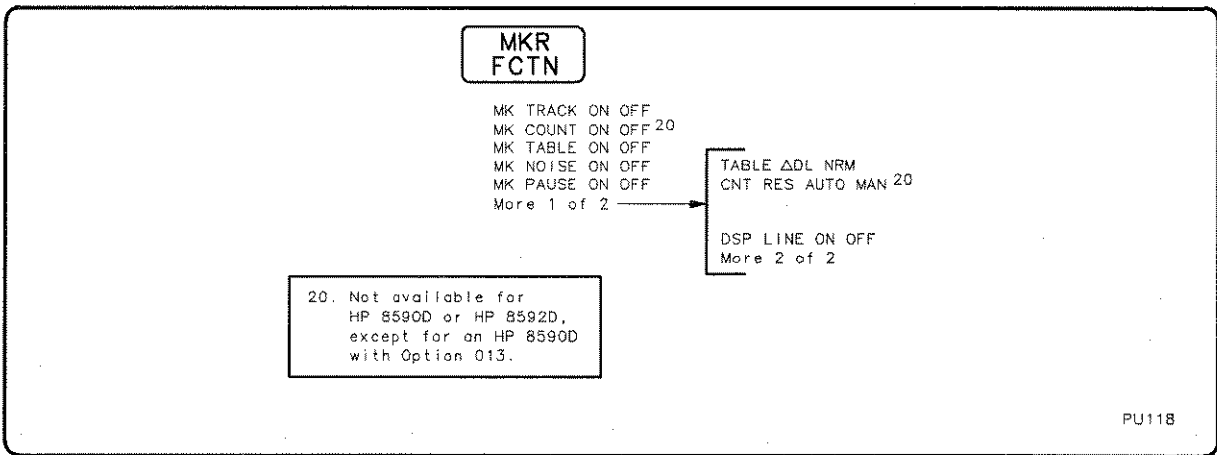 MKR
FCTN
MK TRACK ON OFF
MK COUNT ON OFF 20
MK TABLE ON OFF
MK NOISE ON OFF
MK PAUSE ON OFF
More 1 of 2
TABLE ΔDL NRM
CNT RES AUTO MAN 20
DSP LINE ON OFF
More 2 of 2
20. Not available for
HP 8590D or HP 8592D,
except for an HP 8590D
with Option 013.
PU118